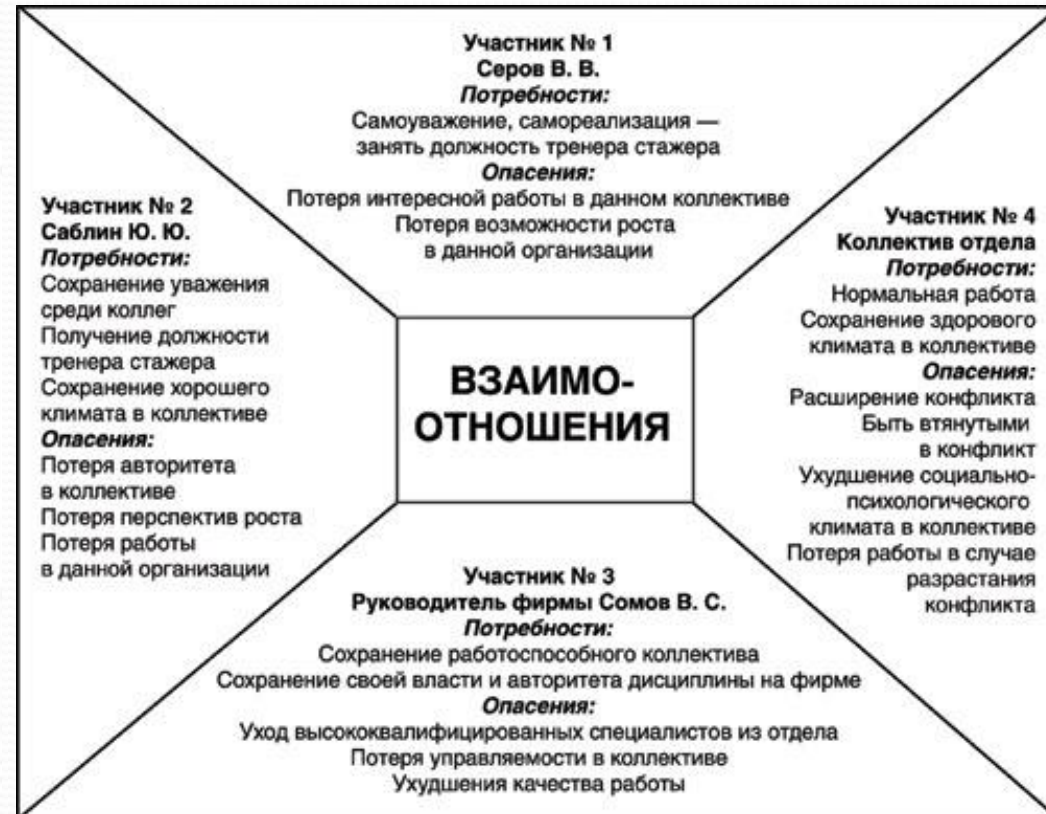 Участник № 1
Серов В. В.
Потребности:
Самоуважение, самореализация —
занять должность тренера стажера
Опасения:
Потеря интересной работы в данном коллективе
Потеря возможности роста
в данной организации
Участник № 2
Саблин Ю. Ю.
Потребности:
Сохранение уважения
среди коллег
Получение должности
тренера стажера
Сохранение хорошего
климата в коллективе
Опасения:
Потеря авторитета
в коллективе
Потеря перспектив роста
Потеря работы
в данной организации
ВЗАИМО-
ОТНОШЕНИЯ
Участник № 4
Коллектив отдела
Потребности:
Нормальная работа
Сохранение здорового
климата в коллективе
Опасения:
Расширение конфликта
Быть втянутыми
в конфликт
Ухудшение социально-
психологического
климата в коллективе
Потеря работы в случае
разрастания
конфликта
Участник № 3
Руководитель фирмы Сомов В. С.
Потребности:
Сохранение работоспособного коллектива
Сохранение своей власти и авторитета дисциплины на фирме
Опасения:
Уход высококвалифицированных специалистов из отдела
Потеря управляемости в коллективе
Ухудшения качества работы